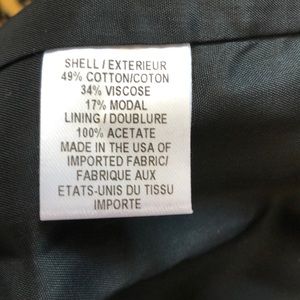 SHELL / EXTERIEUR
49% COTTON/COTON
34% VISCOSE
17% MODAL
LINING / DOUBLURE
100% ACETATE
MADE IN THE USA OF
IMPORTED FABRIC/
FABRIQUE AUX
ETATS-UNIS DU TISSU
IMPORTE